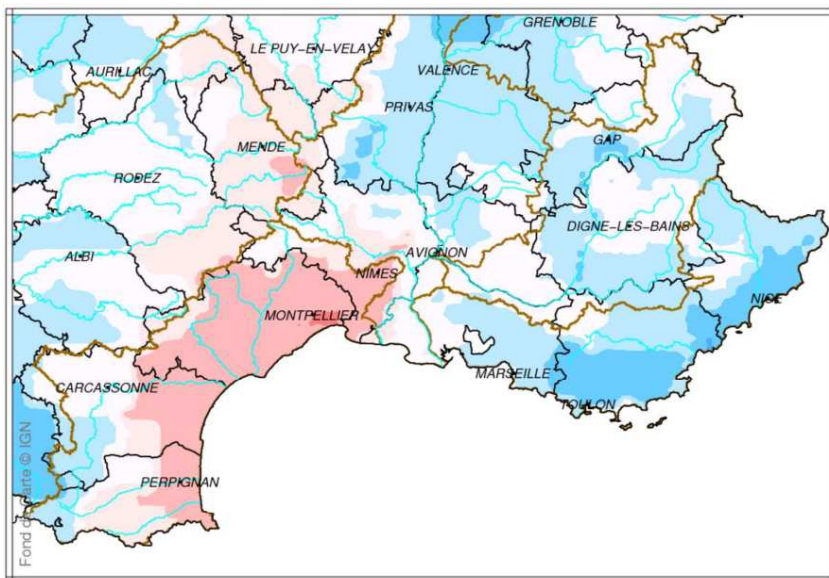 GRENOBLE
LE PUY-EN-VELAY
AURILLAC
VALENCE
PRIVAS
GAP
MENDE
RODEZ
DIGNE-LES-BAINS
ALBI
AVIGNON
NIMES
NICE
MONTPELLIER
MARSEILLE
CARCASSONNE
TOULON
PERPIGNAN
Fond de carte © IGN